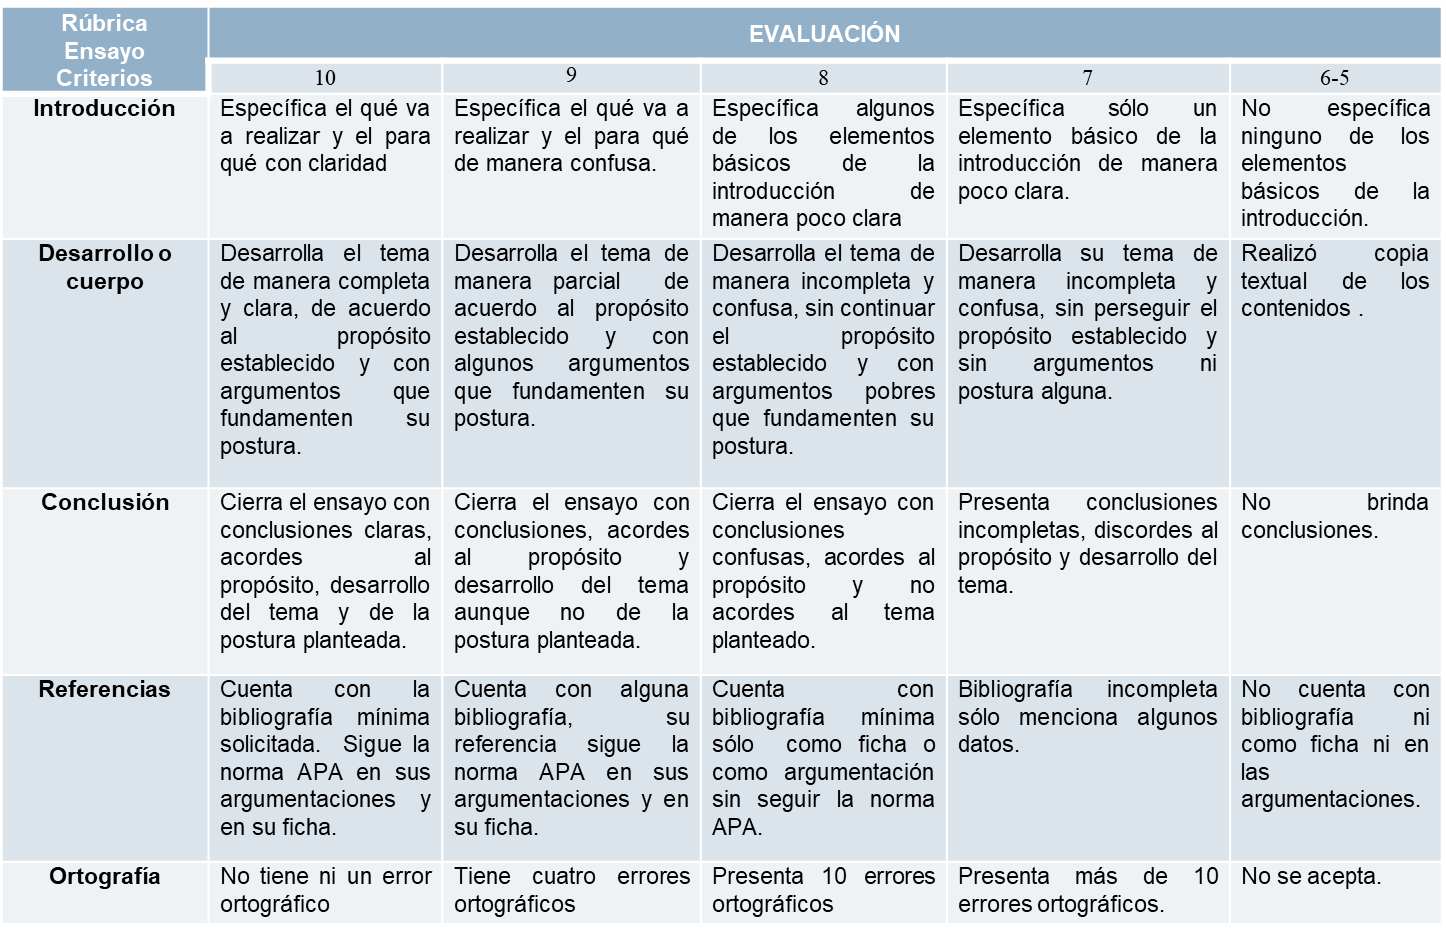 Rúbrica
Ensayo
Criterios
EVALUACIÓN
10
9
8
7
6-5
Introducción
Específica el qué va
a realizar y el para
qué con claridad
Específica el qué va a
realizar y el para qué
de manera confusa.
Específica algunos
de los elementos
básicos de la
introducción de
manera poco clara
Específica sólo un
elemento básico de la
introducción de manera
poco clara.
No específica
ninguno de los
elementos
básicos de la
introducción.
Desarrollo o
cuerpo
Desarrolla el tema
de manera completa
y clara, de acuerdo
al propósito
establecido y con
argumentos que
fundamenten su
postura.
Desarrolla el tema de
manera parcial de
acuerdo al propósito
establecido y con
algunos argumentos
que fundamenten su
postura.
Desarrolla el tema de
manera incompleta y
confusa, sin continuar
el propósito
establecido y con
argumentos pobres
que fundamenten su
postura.
Desarrolla su tema de
manera incompleta y
confusa, sin perseguir el
propósito establecido y
sin argumentos ni
postura alguna.
Realizó copia
textual de los
contenidos .
Conclusión
Cierra el ensayo con
conclusiones claras,
acordes al
propósito, desarrollo
del tema y de la
postura planteada.
Cierra el ensayo con
conclusiones, acordes
al propósito y
desarrollo del tema
aunque no de la
postura planteada.
Cierra el ensayo con
conclusiones
confusas, acordes al
propósito y no
acordes al tema
planteado.
Presenta conclusiones
incompletas, discordes al
propósito y desarrollo del
tema.
No brinda
conclusiones.
Referencias
Cuenta con la
bibliografía mínima
solicitada. Sigue la
norma APA en sus
argumentaciones y
en su ficha.
Cuenta con alguna
bibliografía, su
referencia sigue la
norma APA en sus
argumentaciones y en
su ficha.
Cuenta con
bibliografía mínima
sólo como ficha o
como argumentación
sin seguir la norma
APA.
Bibliografía incompleta
sólo menciona algunos
datos.
No cuenta con
bibliografía ni
como ficha ni en
las
argumentaciones.
Ortografía
No tiene ni un error
ortográfico
Tiene cuatro errores
ortográficos
Presenta 10 errores
ortográficos
Presenta más de 10
errores ortográficos.
No se acepta.